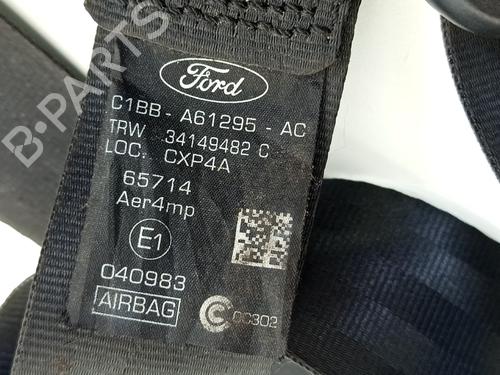 Ford
C1BB - A61295 - AC
TRW 34149482 C
LOC. CXP4A
65714
Aer4mp
E1
040983
AIRBAG
CC302
B-PARTS